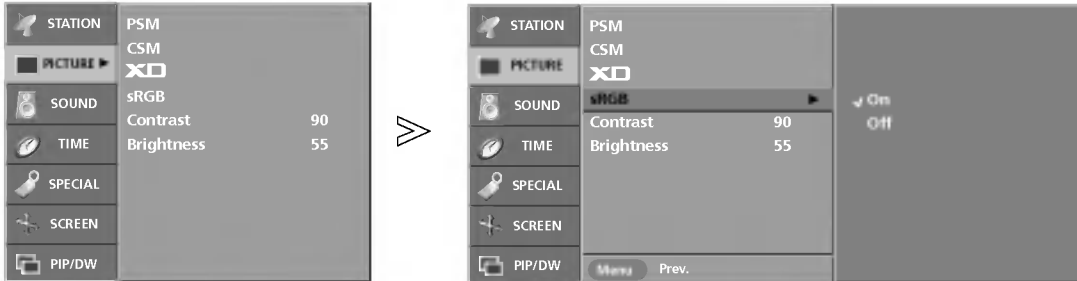 STATION
PICTURE ►
SOUND
TIME
SPECIAL
SCREEN
PIP/DW
PSM
CSM
XD
sRGB
Contrast 90
Brightness 55
STATION
PICTURE
SOUND
TIME
SPECIAL
SCREEN
PIP/DW
PSM
CSM
XD
sRGB ►
Contrast 90
Brightness 55
Menu Prev.
✓ On
Off